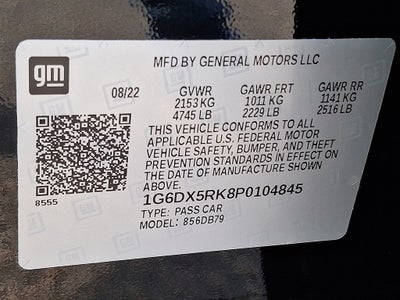 gm
MFD BY GENERAL MOTORS LLC
08/22 GVWR GAWR FRT GAWR RR
2153 KG 1011 KG 1141 KG
4745 LB 2229 LB 2516 LB
THIS VEHICLE CONFORMS TO ALL
APPLICABLE U.S. FEDERAL MOTOR
VEHICLE SAFETY, BUMPER, AND THEFT
PREVENTION STANDARDS IN EFFECT ON
THE DATE OF MANUFACTURE SHOWN
ABOVE.
8555
1G6DX5RK8P0104845
TYPE: PASS CAR
MODEL: 856DB79